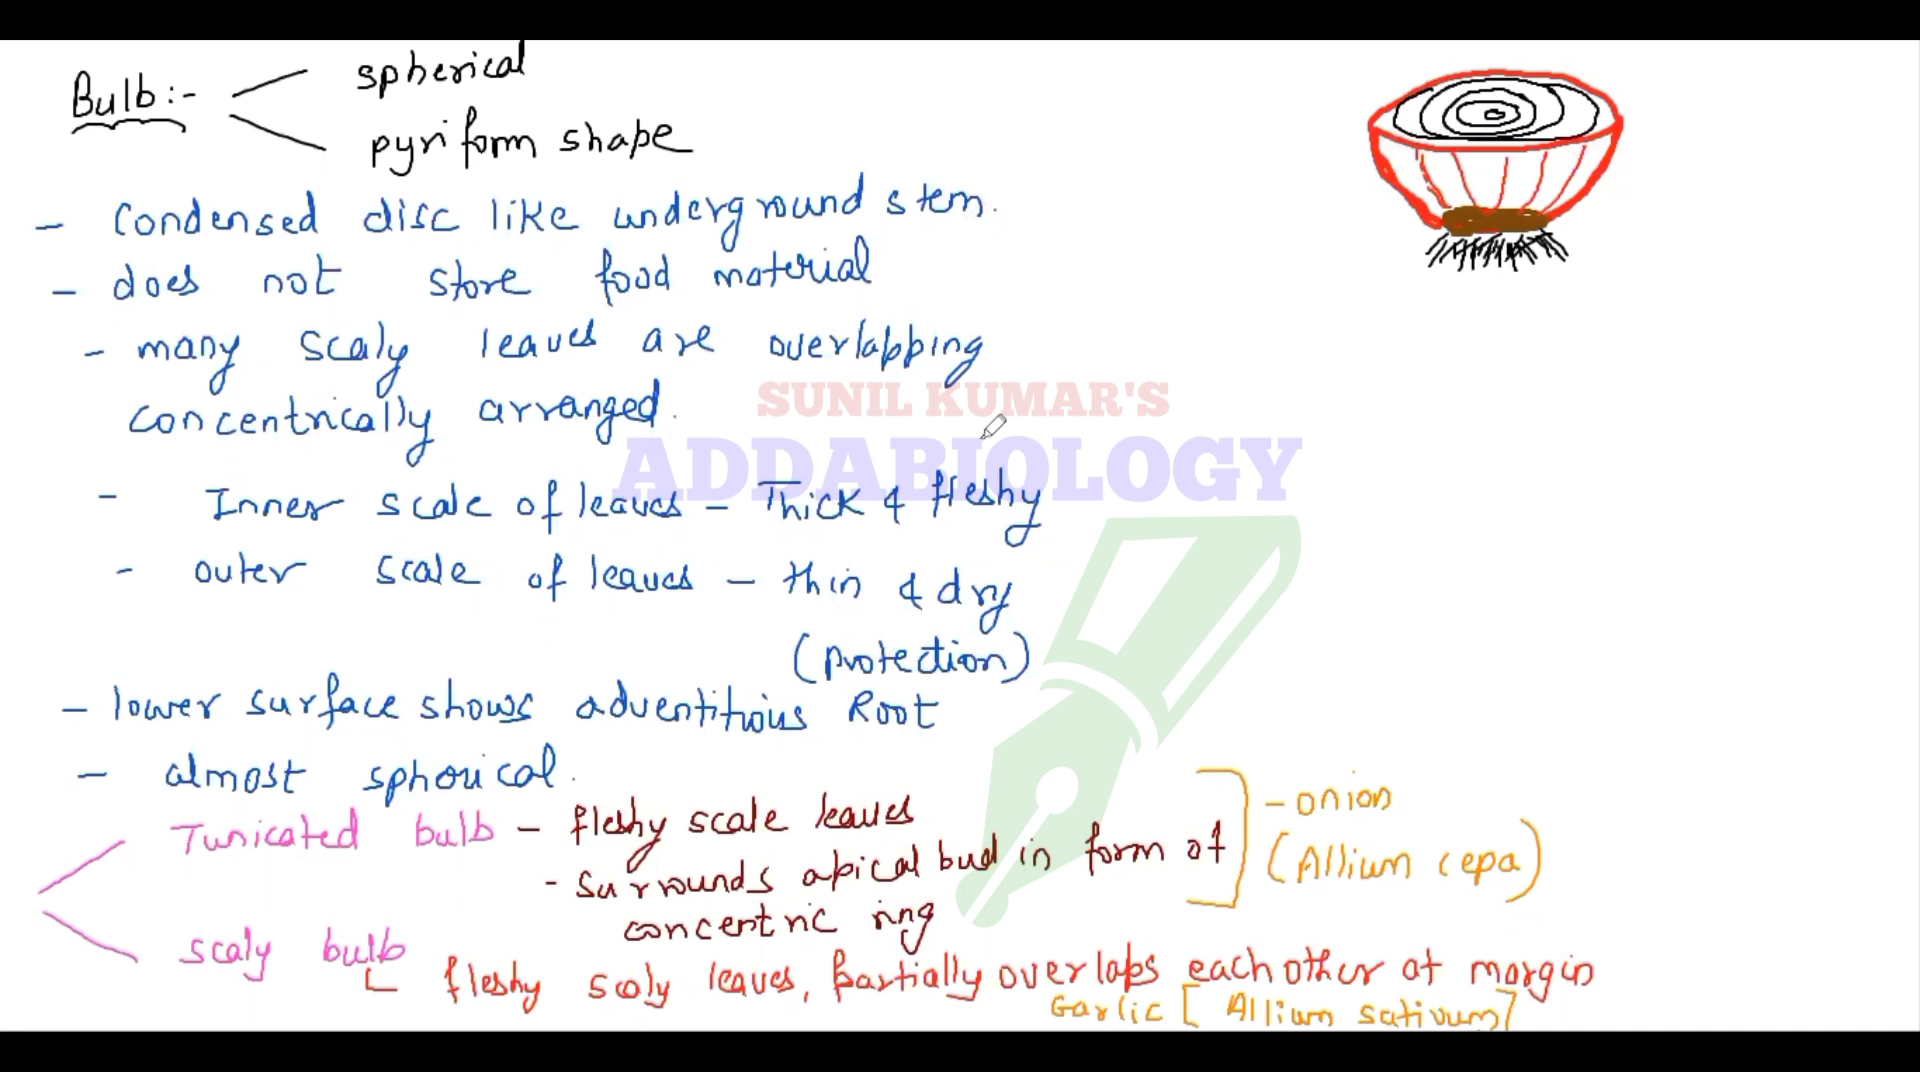 Bulb:- spherical
pyriform shape
- condensed disc like underground stem.
- does not store food material
- many scaly leaves are overlapping
concentrically arranged.
SUNIL KUMAR'S
ADDABIOLOGY
- Inner scale of leaves - Thick & fleshy
- outer scale of leaves - thin & dry
(protection)
- lower surface shows adventitious Root
- almost spherical.
Tunicated bulb - fleshy scale leaves
- surrounds apical bud in form of
concentric ring
- onion
(Allium cepa)
scaly bulb
fleshy scaly leaves, partially overlaps each other at margin
Garlic [Allium sativum]